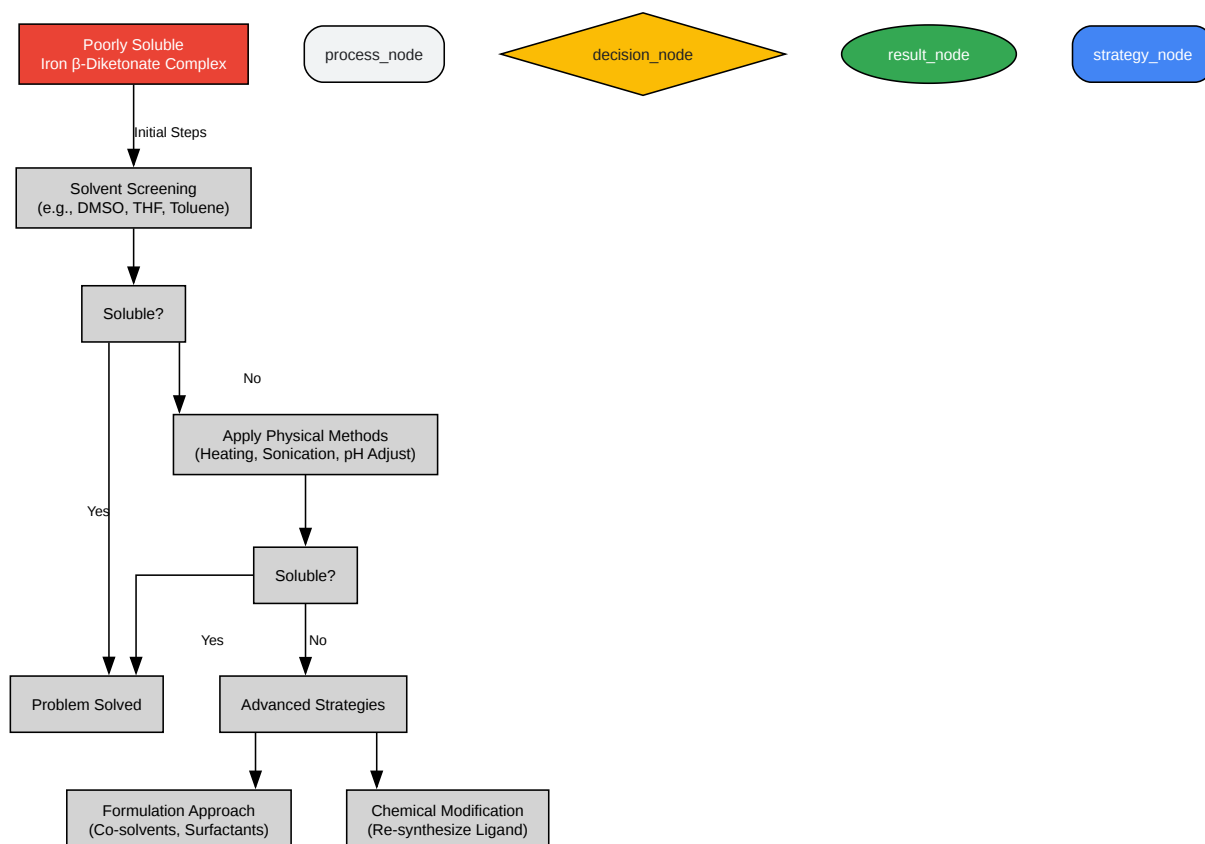 Poorly Soluble
Iron β-Diketonate Complex
process_node
decision_node
result_node
strategy_node
Initial Steps
Solvent Screening
(e.g., DMSO, THF, Toluene)
Soluble?
No
Apply Physical Methods
(Heating, Sonication, pH Adjust)
Yes
Soluble?
Yes
No
Problem Solved
Advanced Strategies
Formulation Approach
(Co-solvents, Surfactants)
Chemical Modification
(Re-synthesize Ligand)